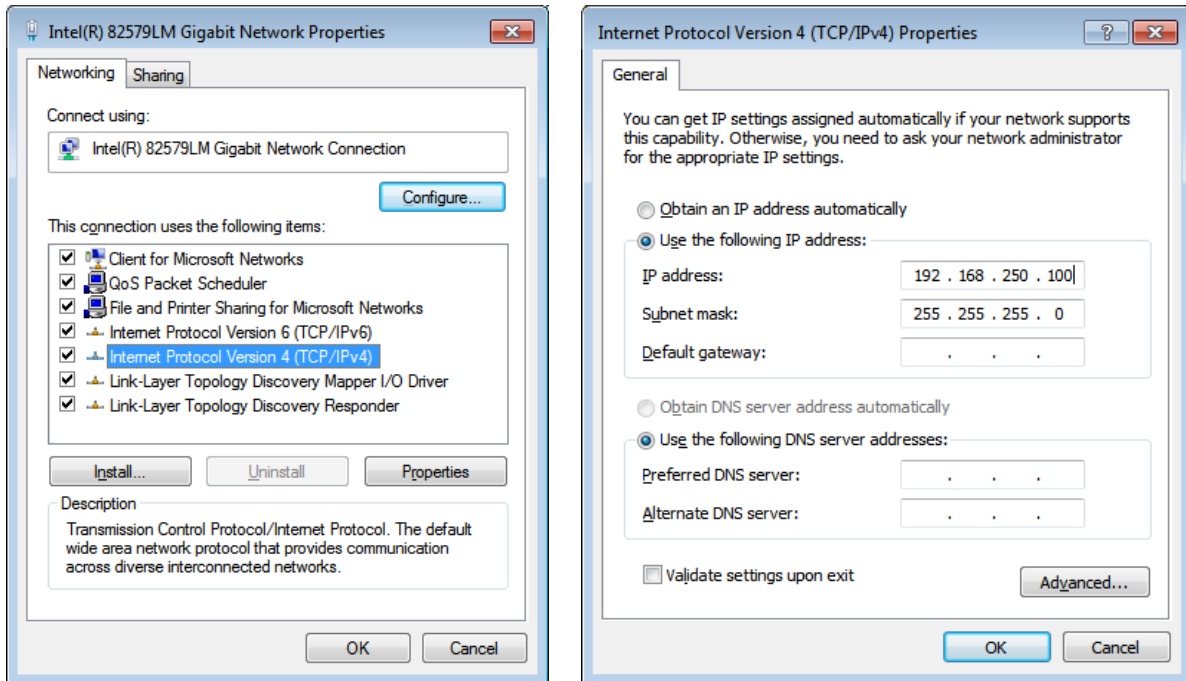 Intel(R) 82579LM Gigabit Network Properties
Networking
Sharing
Connect using:
Intel(R) 82579LM Gigabit Network Connection
Configure...
This connection uses the following items:
Client for Microsoft Networks
QoS Packet Scheduler
File and Printer Sharing for Microsoft Networks
Internet Protocol Version 6 (TCP/IPv6)
Internet Protocol Version 4 (TCP/IPv4)
Link-Layer Topology Discovery Mapper I/O Driver
Link-Layer Topology Discovery Responder
Install...
Uninstall
Properties
Description
Transmission Control Protocol/Internet Protocol. The default
wide area network protocol that provides communication
across diverse interconnected networks.
OK
Cancel
Internet Protocol Version 4 (TCP/IPv4) Properties
?
General
You can get IP settings assigned automatically if your network supports
this capability. Otherwise, you need to ask your network administrator
for the appropriate IP settings.
Obtain an IP address automatically
Use the following IP address:
IP address: 192 . 168 . 250 . 100
Subnet mask: 255 . 255 . 255 . 0
Default gateway: . . .
Obtain DNS server address automatically
Use the following DNS server addresses:
Preferred DNS server: . . .
Alternate DNS server: . . .
Validate settings upon exit
Advanced...
OK
Cancel